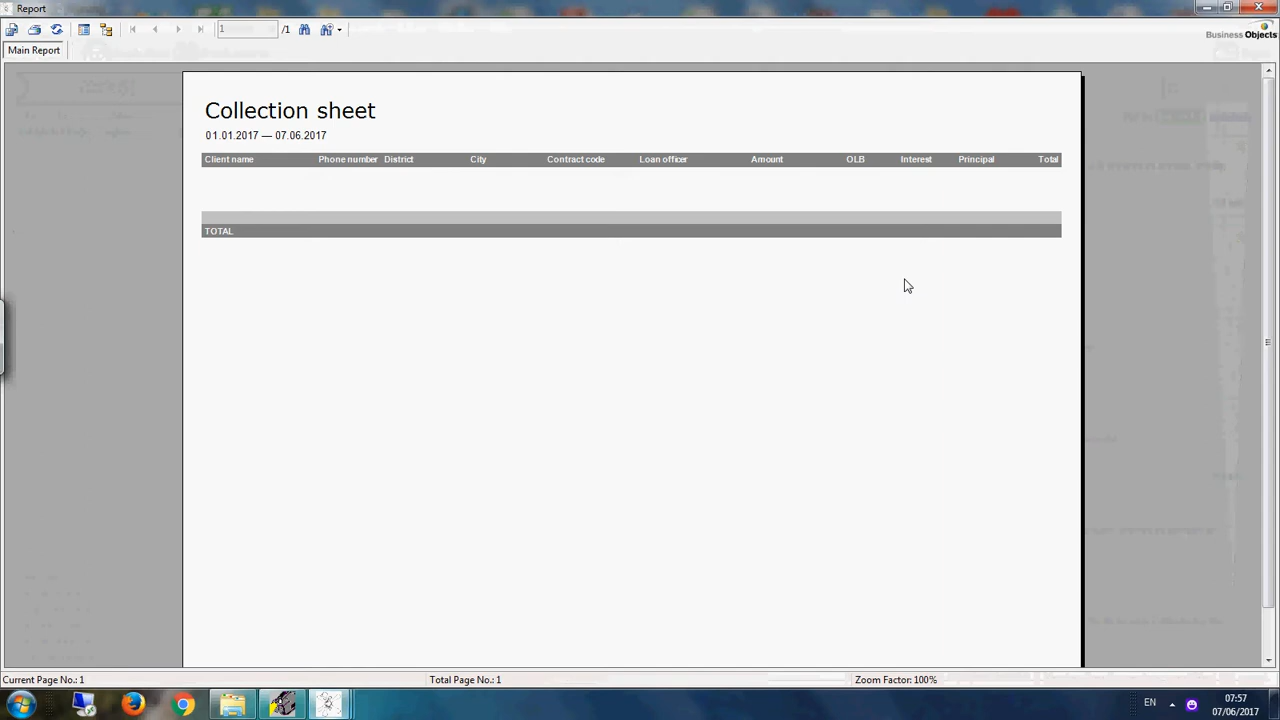 Report
1 /1
Business Objects
Main Report
Collection sheet
01.01.2017 — 07.06.2017
Client name Phone number District City Contract code Loan officer Amount OLB Interest Principal Total
TOTAL
Current Page No.: 1 Total Page No.: 1 Zoom Factor: 100%
EN 07:57
07/06/2017